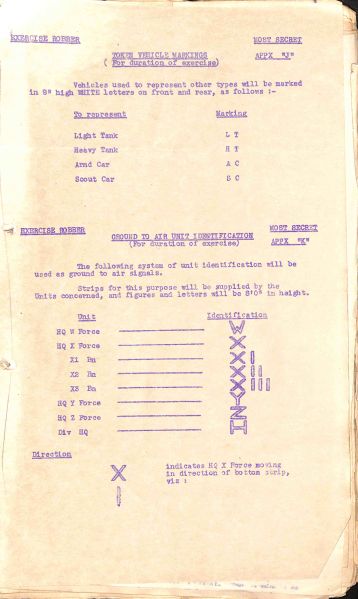 EXERCISE ROBBER MOST SECRET
TOKEN VEHICLE MARKINGS APPX "J"
( For duration of exercise)
Vehicles used to represent other types will be marked
in 8" high WHITE letters on front and rear, as follows :-
To represent Marking
Light Tank L T
Heavy Tank H T
Armd Car A C
Scout Car S C
EXERCISE ROBBER MOST SECRET
GROUND TO AIR UNIT IDENTIFICATION APPX "K"
(For duration of exercise)
The following system of unit identification will be
used as ground to air signals.
Strips for this purpose will be supplied by the
Units concerned, and figures and letters will be 8'0" in height.
Unit Identification
HQ W Force W
HQ X Force X
X1 Bn X I
X2 Bn X II
X3 Bn X III
HQ Y Force Y
HQ Z Force Z
Div HQ H
Direction
X indicates HQ X Force moving
in direction of bottom strip,
I viz :